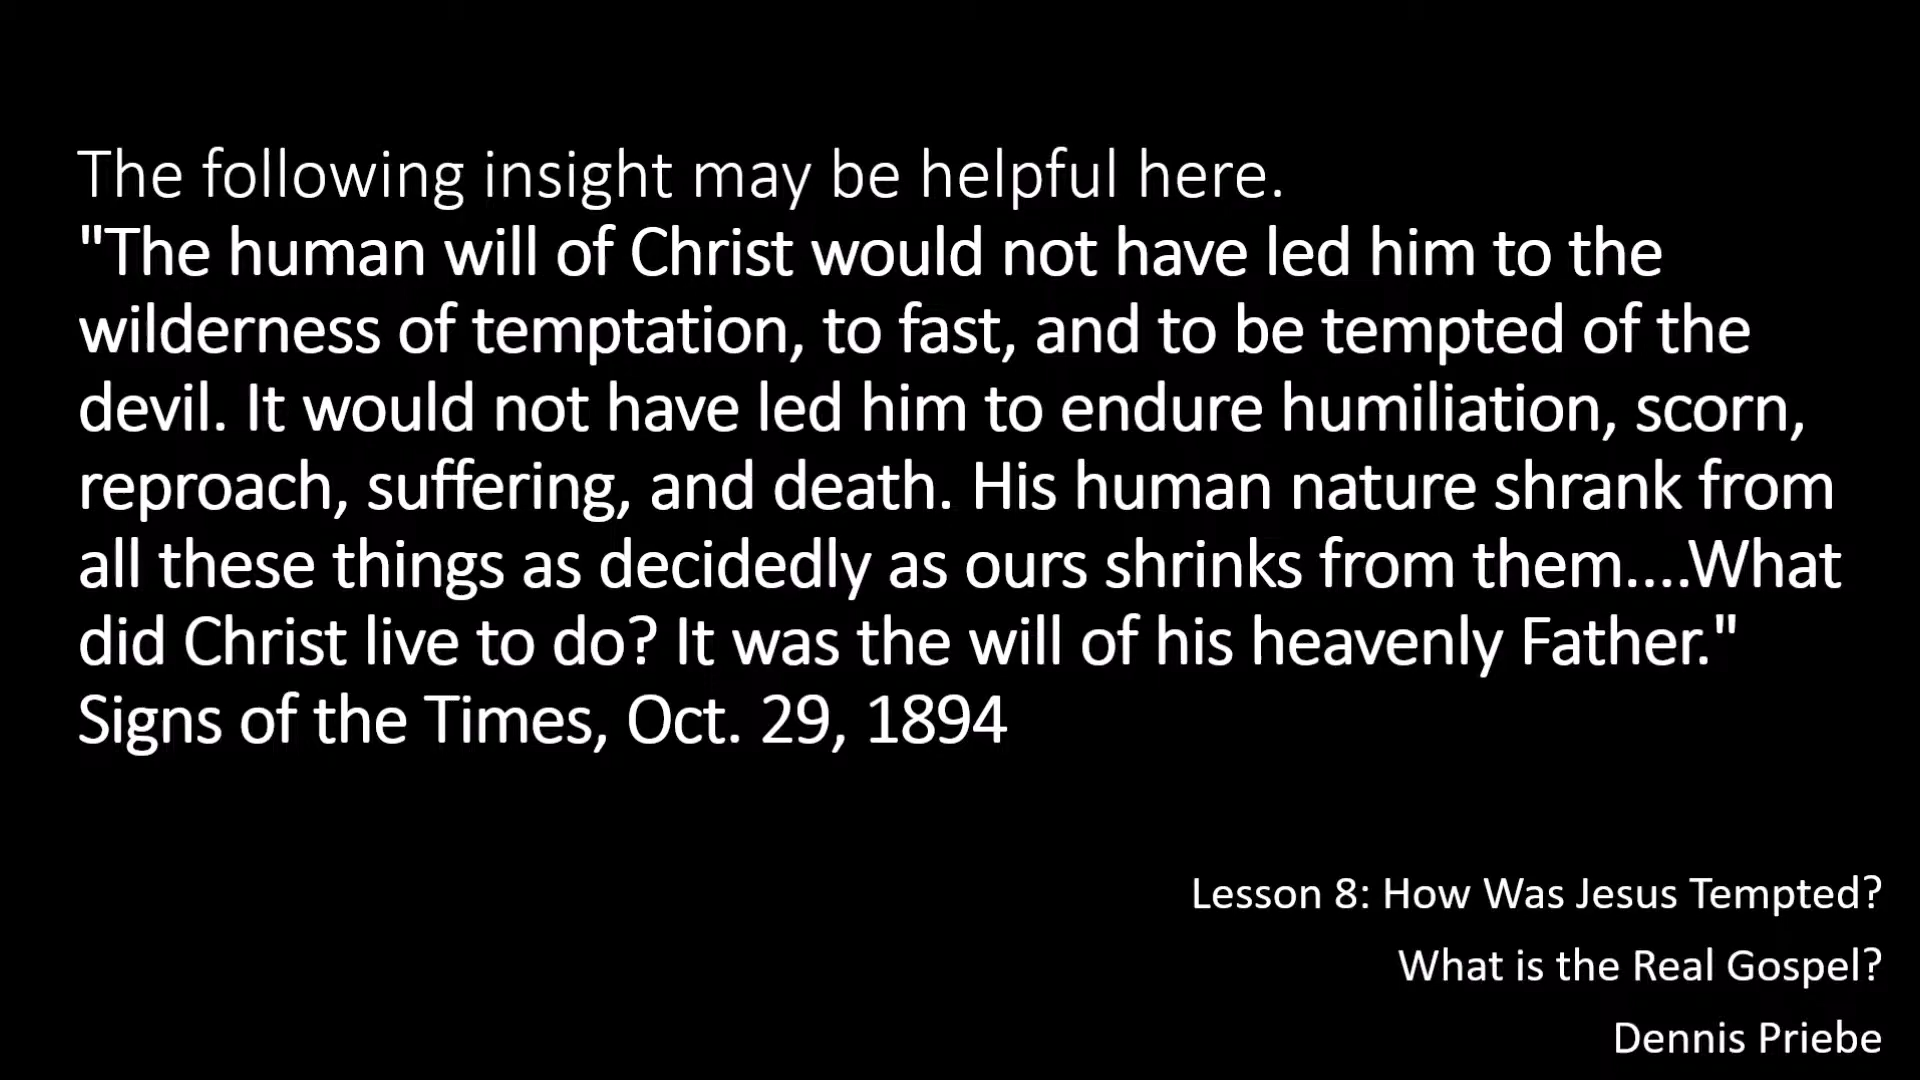 The following insight may be helpful here.
"The human will of Christ would not have led him to the
wilderness of temptation, to fast, and to be tempted of the
devil. It would not have led him to endure humiliation, scorn,
reproach, suffering, and death. His human nature shrank from
all these things as decidedly as ours shrinks from them....What
did Christ live to do? It was the will of his heavenly Father."
Signs of the Times, Oct. 29, 1894
Lesson 8: How Was Jesus Tempted?
What is the Real Gospel?
Dennis Priebe